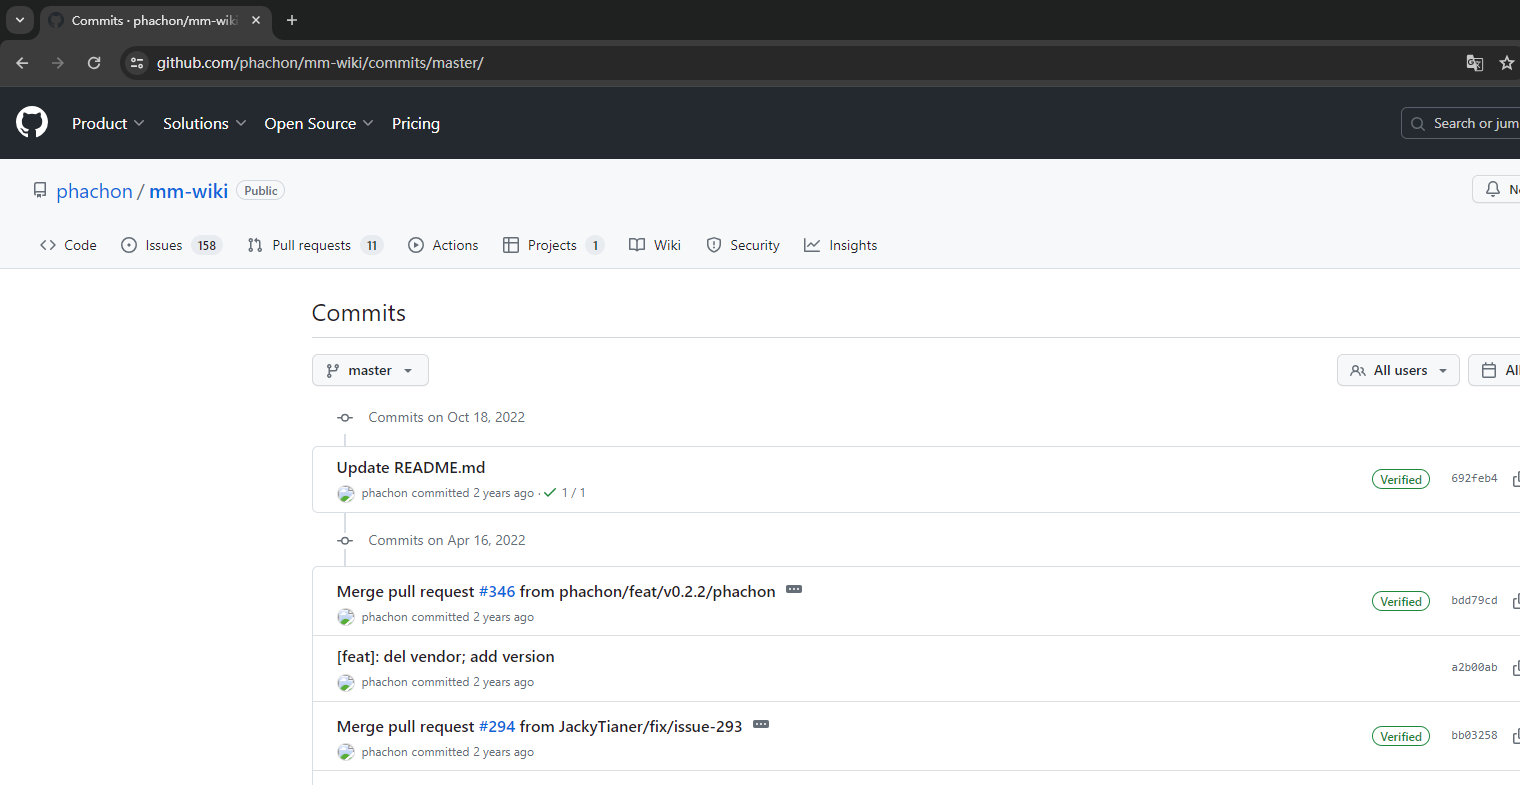 Commits · phachon/mm-wiki
github.com/phachon/mm-wiki/commits/master/
Product Solutions Open Source Pricing
Search or jum
phachon / mm-wiki Public
Code Issues 158 Pull requests 11 Actions Projects 1 Wiki Security Insights
Commits
master All users All
Commits on Oct 18, 2022
Update README.md
Verified 692feb4
phachon committed 2 years ago · 1 / 1
Commits on Apr 16, 2022
Merge pull request #346 from phachon/feat/v0.2.2/phachon
Verified bdd79cd
phachon committed 2 years ago
[feat]: del vendor; add version
a2b00ab
phachon committed 2 years ago
Merge pull request #294 from JackyTianer/fix/issue-293
Verified bb03258
phachon committed 2 years ago